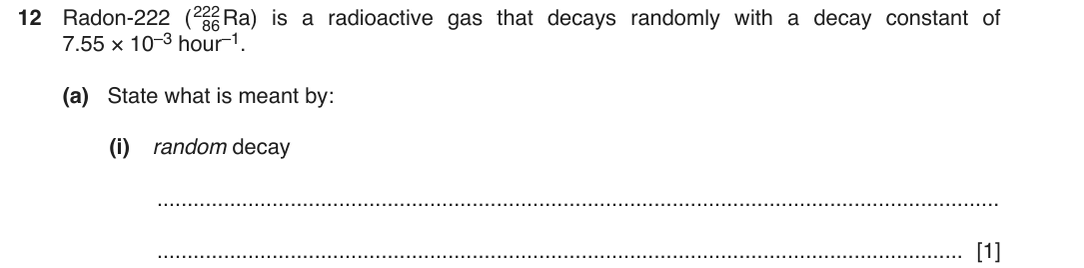 12 Radon-222 (²²²₈₆Ra) is a radioactive gas that decays randomly with a decay constant of
7.55 × 10⁻³ hour⁻¹.
(a) State what is meant by:
(i) random decay
..........................................................................................................................................
.................................................................................................................................... [1]